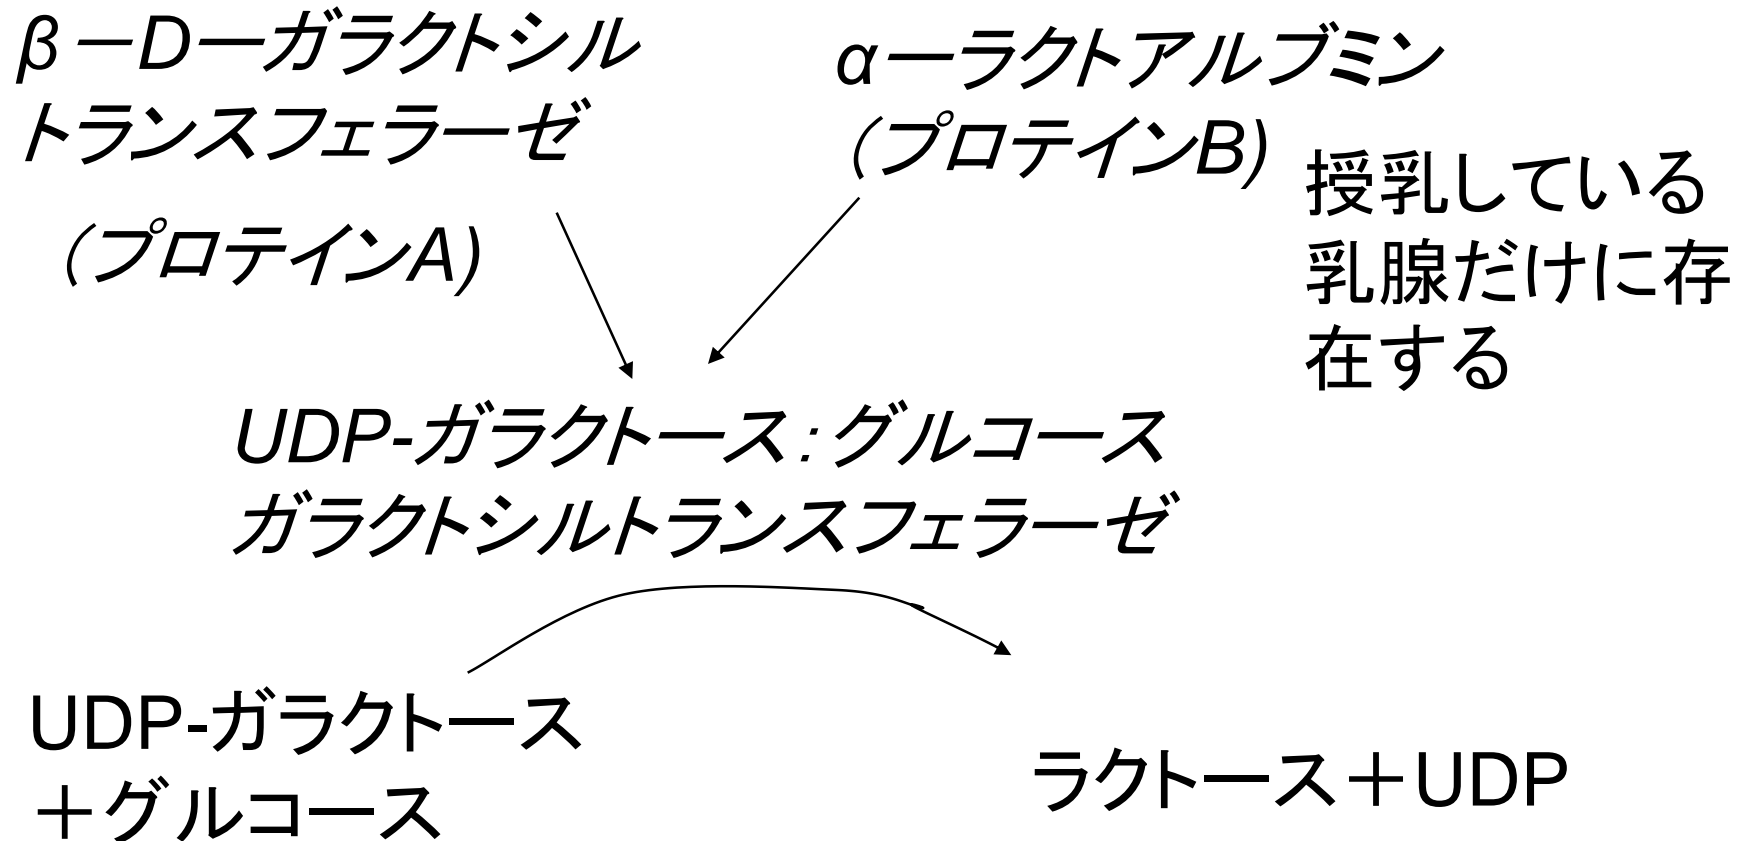 β－D－ガラクトシル
トランスフェラーゼ
（プロテインA)
α－ラクトアルブミン
（プロテインB)
授乳している
乳腺だけに存
在する
UDP-ガラクトース：グルコース
ガラクトシルトランスフェラーゼ
UDP-ガラクトース
＋グルコース
ラクトース＋UDP